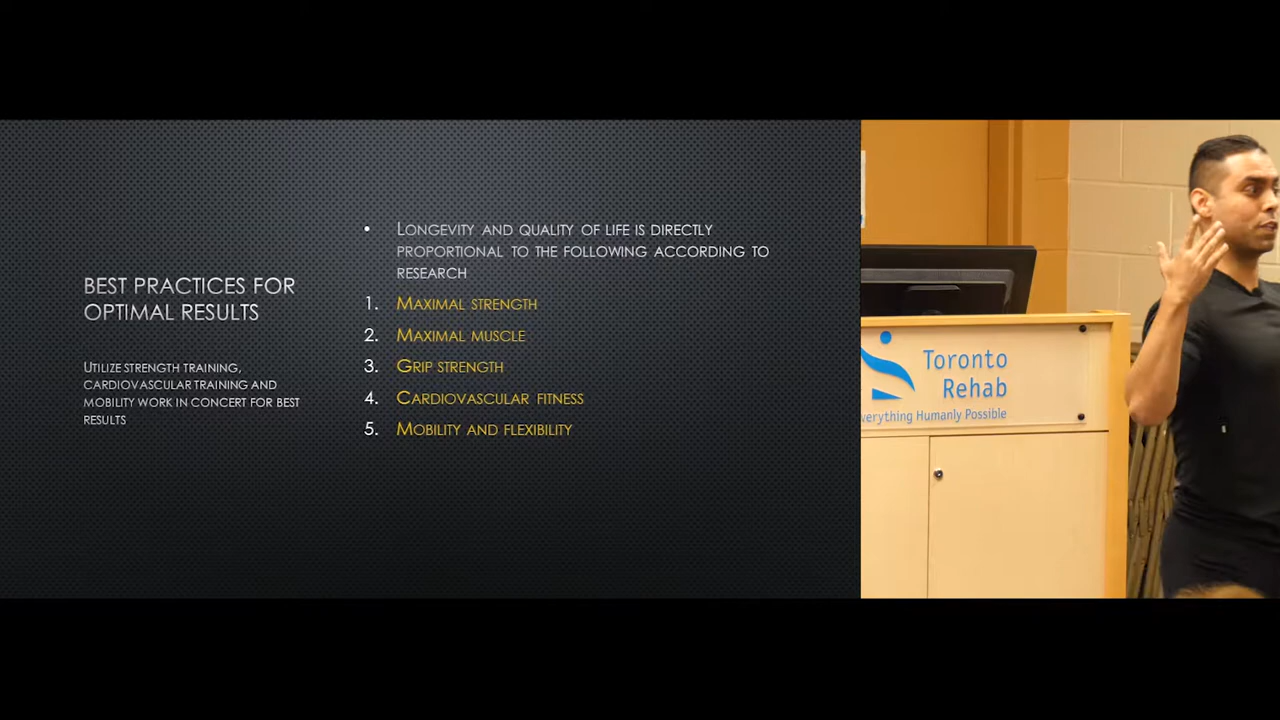 BEST PRACTICES FOR
OPTIMAL RESULTS
UTILIZE STRENGTH TRAINING,
CARDIOVASCULAR TRAINING AND
MOBILITY WORK IN CONCERT FOR BEST
RESULTS
• LONGEVITY AND QUALITY OF LIFE IS DIRECTLY
PROPORTIONAL TO THE FOLLOWING ACCORDING TO
RESEARCH
1. MAXIMAL STRENGTH
2. MAXIMAL MUSCLE
3. GRIP STRENGTH
4. CARDIOVASCULAR FITNESS
5. MOBILITY AND FLEXIBILITY
Toronto
Rehab
verything Humanly Possible